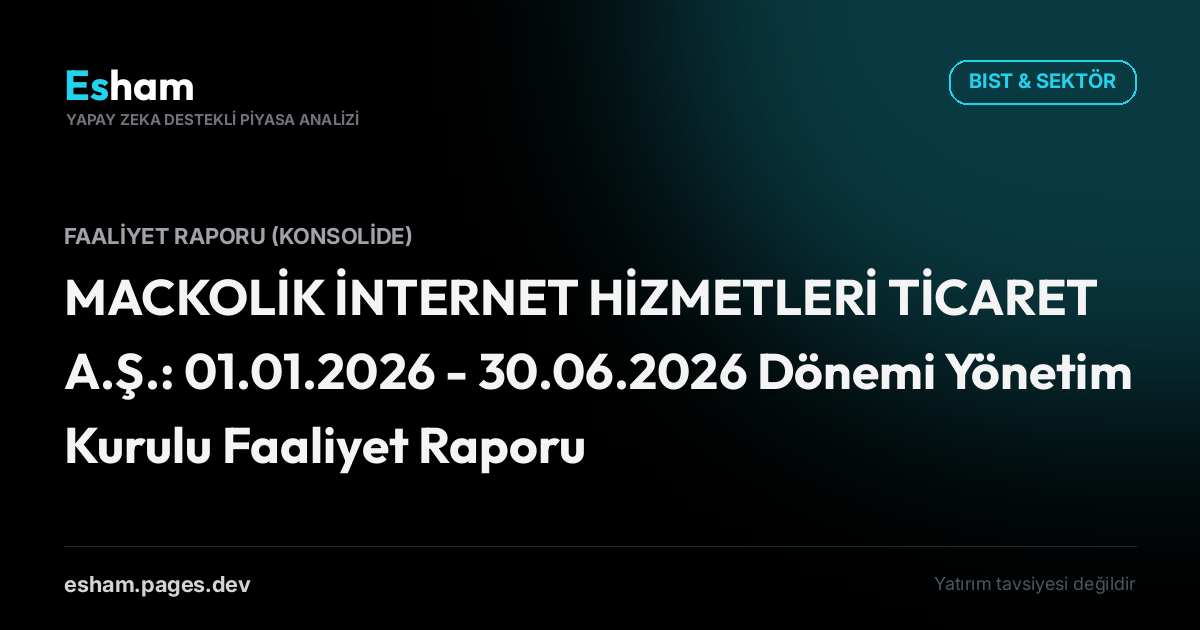 Esham
YAPAY ZEKA DESTEKLİ PİYASA ANALİZİ
BIST & SEKTÖR
FAALİYET RAPORU (KONSOLİDE)
MACKOLİK İNTERNET HİZMETLERİ TİCARET
A.Ş.: 01.01.2026 - 30.06.2026 Dönemi Yönetim
Kurulu Faaliyet Raporu
esham.pages.dev
Yatırım tavsiyesi değildir